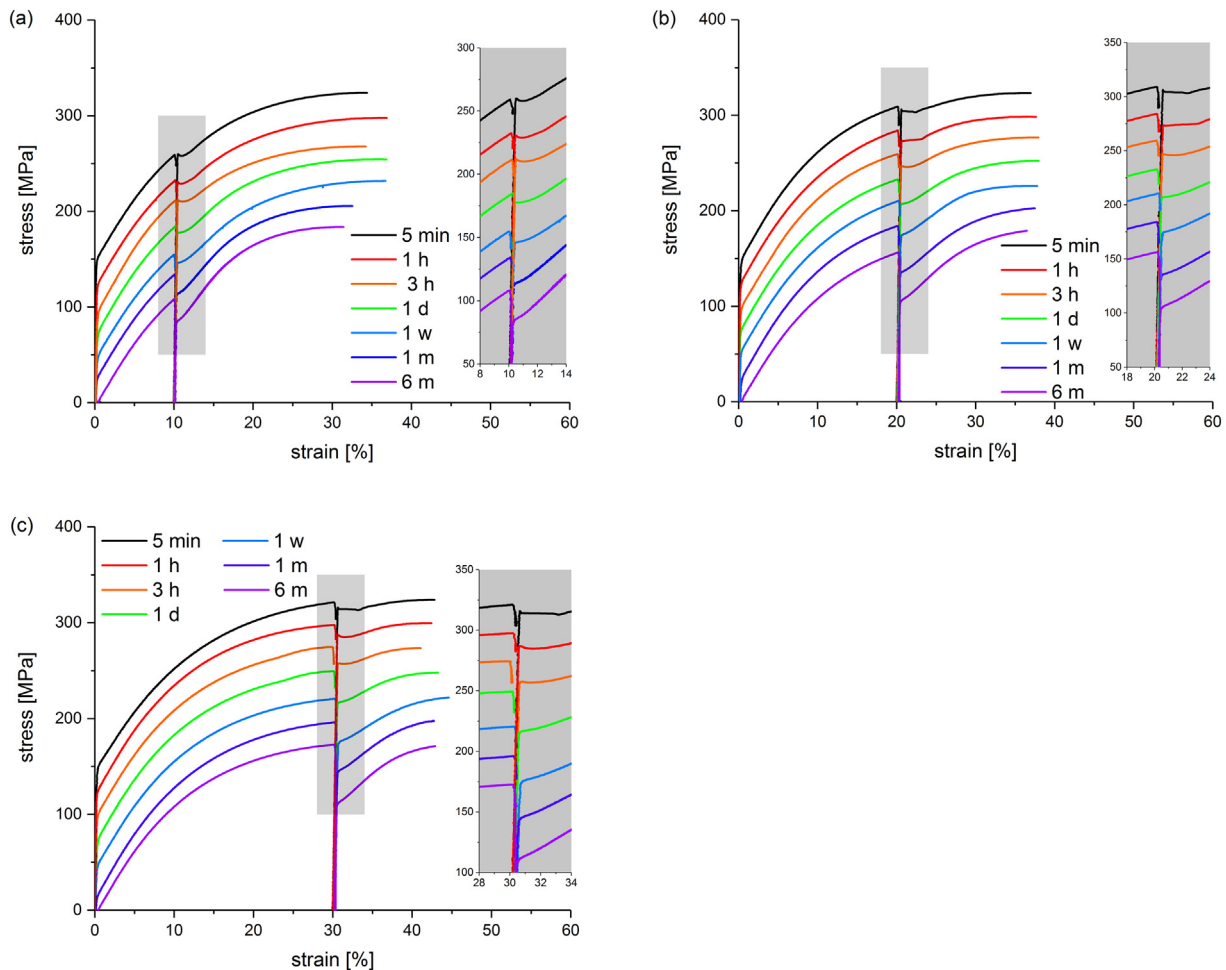 (a)
400
300
200
100
0
stress [MPa]
0 10 20 30 40 50 60
strain [%]
5 min
1 h
3 h
1 d
1 w
1 m
6 m
300
250
200
150
100
50
8 10 12 14
(b)
400
300
200
100
0
stress [MPa]
0 10 20 30 40 50 60
strain [%]
5 min
1 h
3 h
1 d
1 w
1 m
6 m
350
300
250
200
150
100
50
18 20 22 24
(c)
400
300
200
100
0
stress [MPa]
0 10 20 30 40 50 60
strain [%]
5 min 1 w
1 h 1 m
3 h 6 m
1 d
350
300
250
200
150
100
28 30 32 34